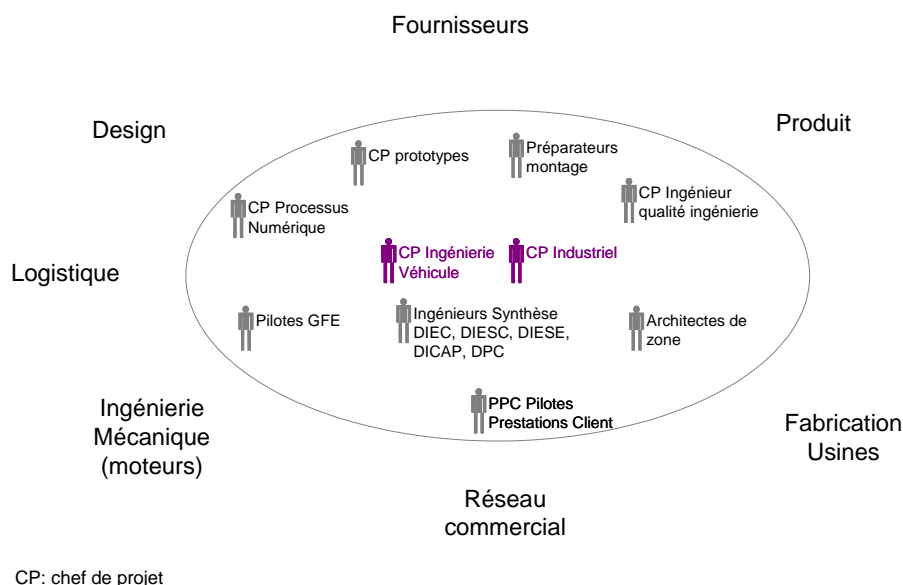 Fournisseurs
Design
Produit
CP prototypes
Préparateurs
montage
CP Ingénieur
qualité ingénierie
CP Processus
Numérique
CP Ingénierie
Véhicule
CP Industriel
Logistique
Pilotes GFE
Ingénieurs Synthèse
DIEC, DIESC, DIESE,
DICAP, DPC
Architectes de
zone
PPC Pilotes
Prestations Client
Ingénierie
Mécanique
(moteurs)
Fabrication
Usines
Réseau
commercial
CP: chef de projet